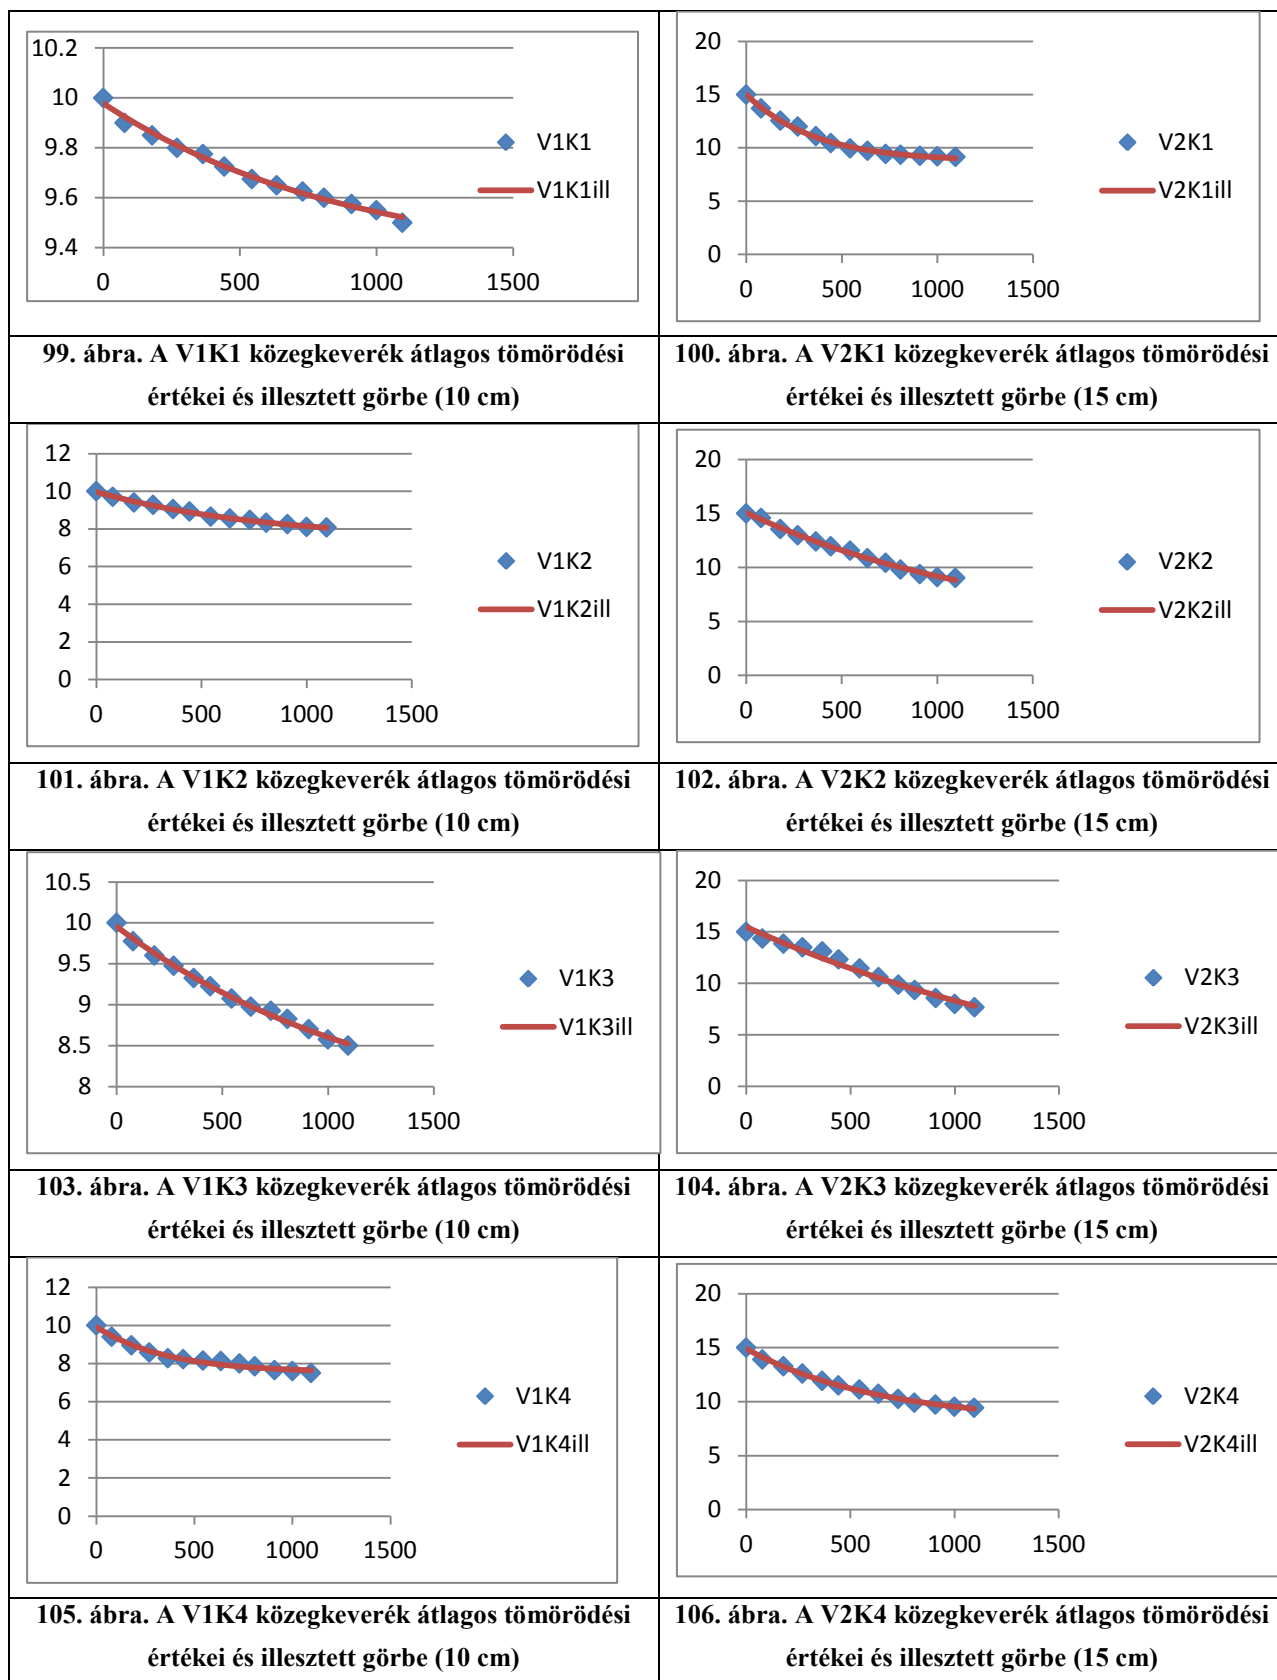 10.2
10
9.8
9.6
9.4
0 500 1000 1500
V1K1
V1K1ill
20
15
10
5
0
0 500 1000 1500
V2K1
V2K1ill
99. ábra. A V1K1 közegkeverék átlagos tömörödési
értékei és illesztett görbe (10 cm)
100. ábra. A V2K1 közegkeverék átlagos tömörödési
értékei és illesztett görbe (15 cm)
12
10
8
6
4
2
0
0 500 1000 1500
V1K2
V1K2ill
20
15
10
5
0
0 500 1000 1500
V2K2
V2K2ill
101. ábra. A V1K2 közegkeverék átlagos tömörödési
értékei és illesztett görbe (10 cm)
102. ábra. A V2K2 közegkeverék átlagos tömörödési
értékei és illesztett görbe (15 cm)
10.5
10
9.5
9
8.5
8
0 500 1000 1500
V1K3
V1K3ill
20
15
10
5
0
0 500 1000 1500
V2K3
V2K3ill
103. ábra. A V1K3 közegkeverék átlagos tömörödési
értékei és illesztett görbe (10 cm)
104. ábra. A V2K3 közegkeverék átlagos tömörödési
értékei és illesztett görbe (15 cm)
12
10
8
6
4
2
0
0 500 1000 1500
V1K4
V1K4ill
20
15
10
5
0
0 500 1000 1500
V2K4
V2K4ill
105. ábra. A V1K4 közegkeverék átlagos tömörödési
értékei és illesztett görbe (10 cm)
106. ábra. A V2K4 közegkeverék átlagos tömörödési
értékei és illesztett görbe (15 cm)